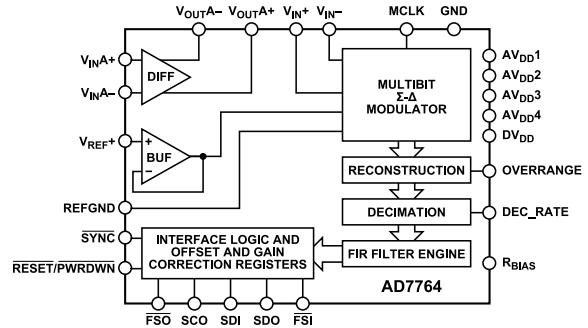 VOUTA– VOUTA+ VIN+ VIN– MCLK GND
VINA+
VINA–
DIFF
VREF+
+
–
BUF
REFGND
SYNC
RESET/PWRDWN
MULTIBIT
Σ-Δ
MODULATOR
AVDD1
AVDD2
AVDD3
AVDD4
DVDD
RECONSTRUCTION
OVERRANGE
DECIMATION
DEC_RATE
FIR FILTER ENGINE
RBIAS
INTERFACE LOGIC AND
OFFSET AND GAIN
CORRECTION REGISTERS
AD7764
FSO SCO SDI SDO FSI